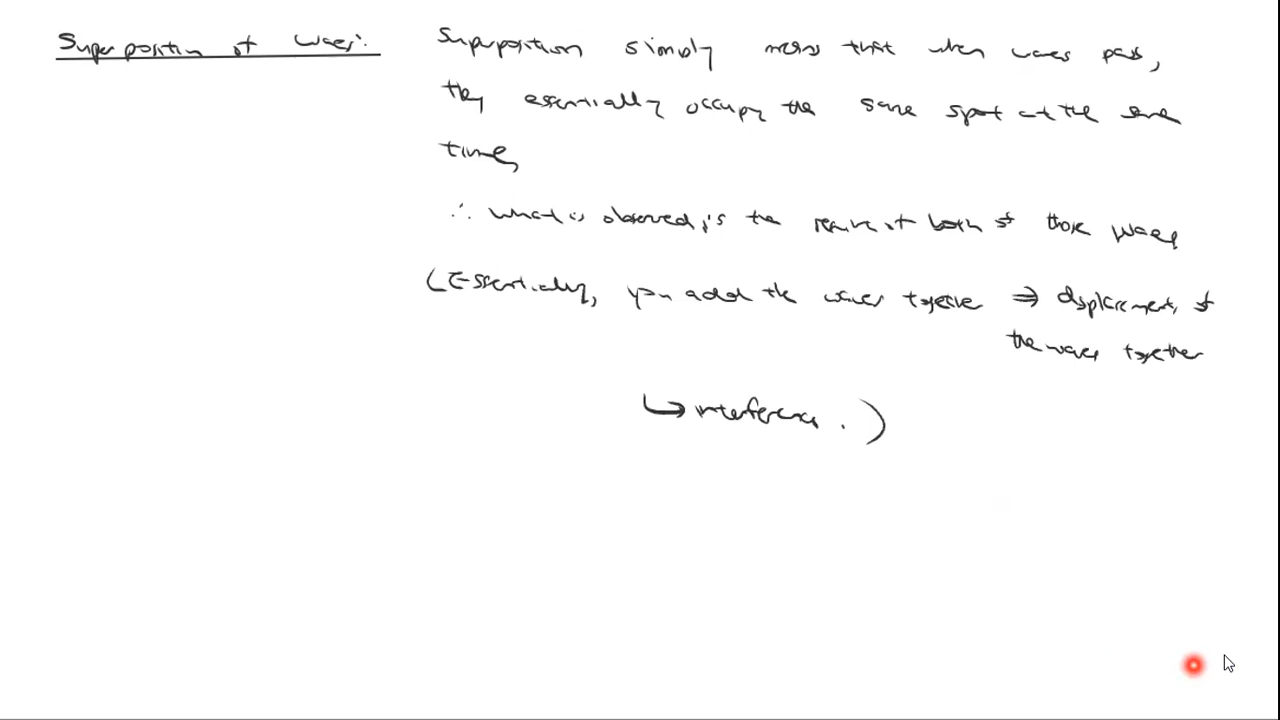 Superposition of waves:
Superposition simply means that when waves pass,
they essentially occupy the same spot at the same
time,
∴ what is observed, is the result of both of those waves
(Essentially, you add the waves together ⇒ displacements of
the waves together
↳ interference.)